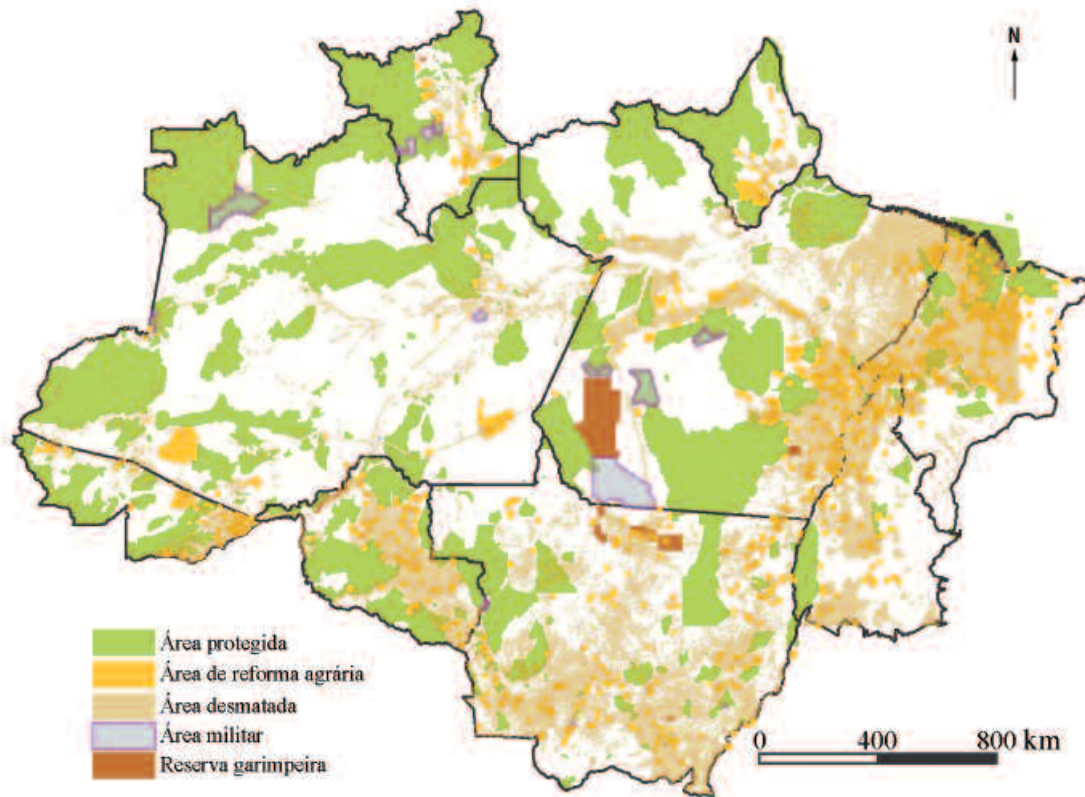 N
Área protegida
Área de reforma agrária
Área desmatada
Área militar
Reserva garimpeira
0 400 800 km